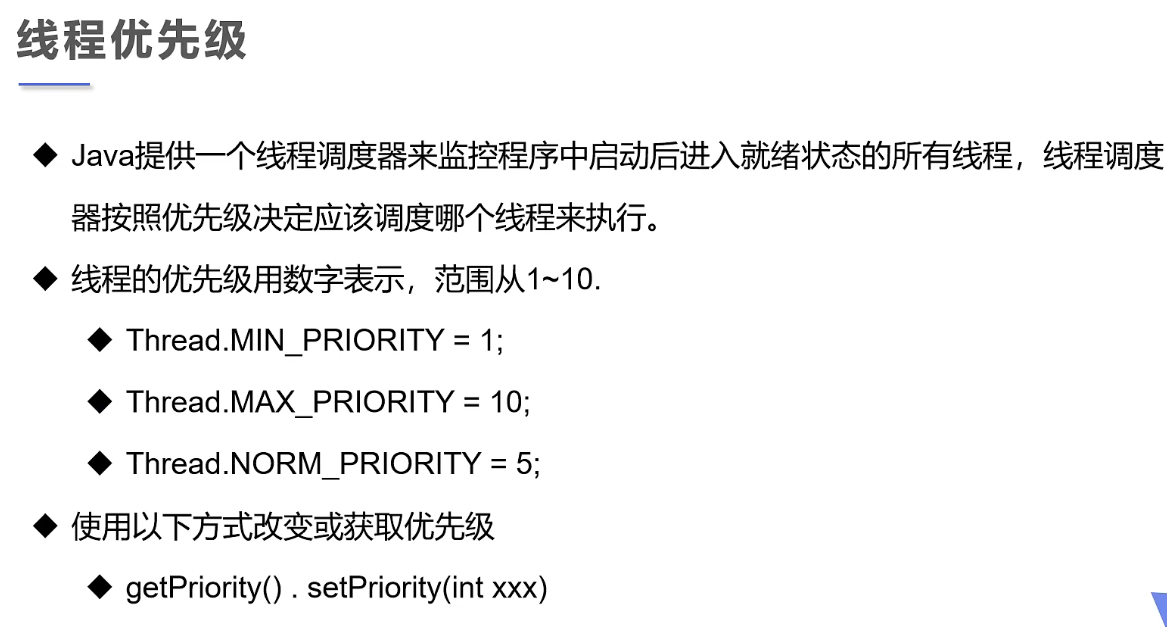 线程优先级
◆ Java提供一个线程调度器来监控程序中启动后进入就绪状态的所有线程，线程调度
器按照优先级决定应该调度哪个线程来执行。
◆ 线程的优先级用数字表示，范围从1~10.
◆ Thread.MIN_PRIORITY = 1;
◆ Thread.MAX_PRIORITY = 10;
◆ Thread.NORM_PRIORITY = 5;
◆ 使用以下方式改变或获取优先级
◆ getPriority() . setPriority(int xxx)